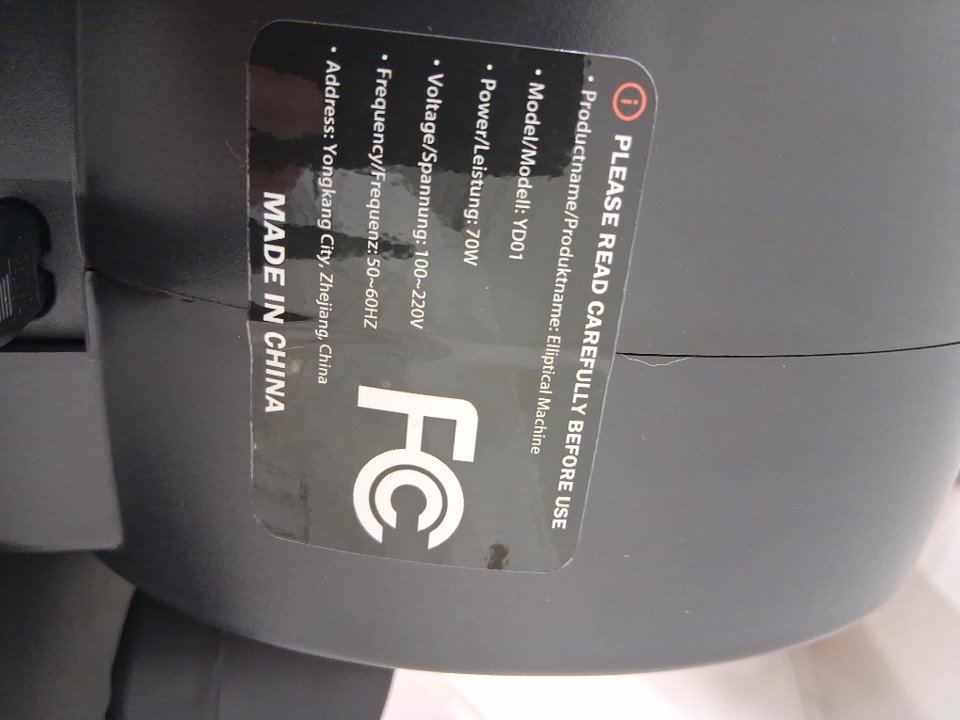 PLEASE READ CAREFULLY BEFORE USE
• Productname/Produktname: Elliptical Machine
• Model/Modell: YD01
• Power/Leistung: 70W
• Voltage/Spannung: 100~220V
• Frequency/Frequenz: 50~60HZ
• Address: Yongkang City, Zhejiang, China
MADE IN CHINA
FC